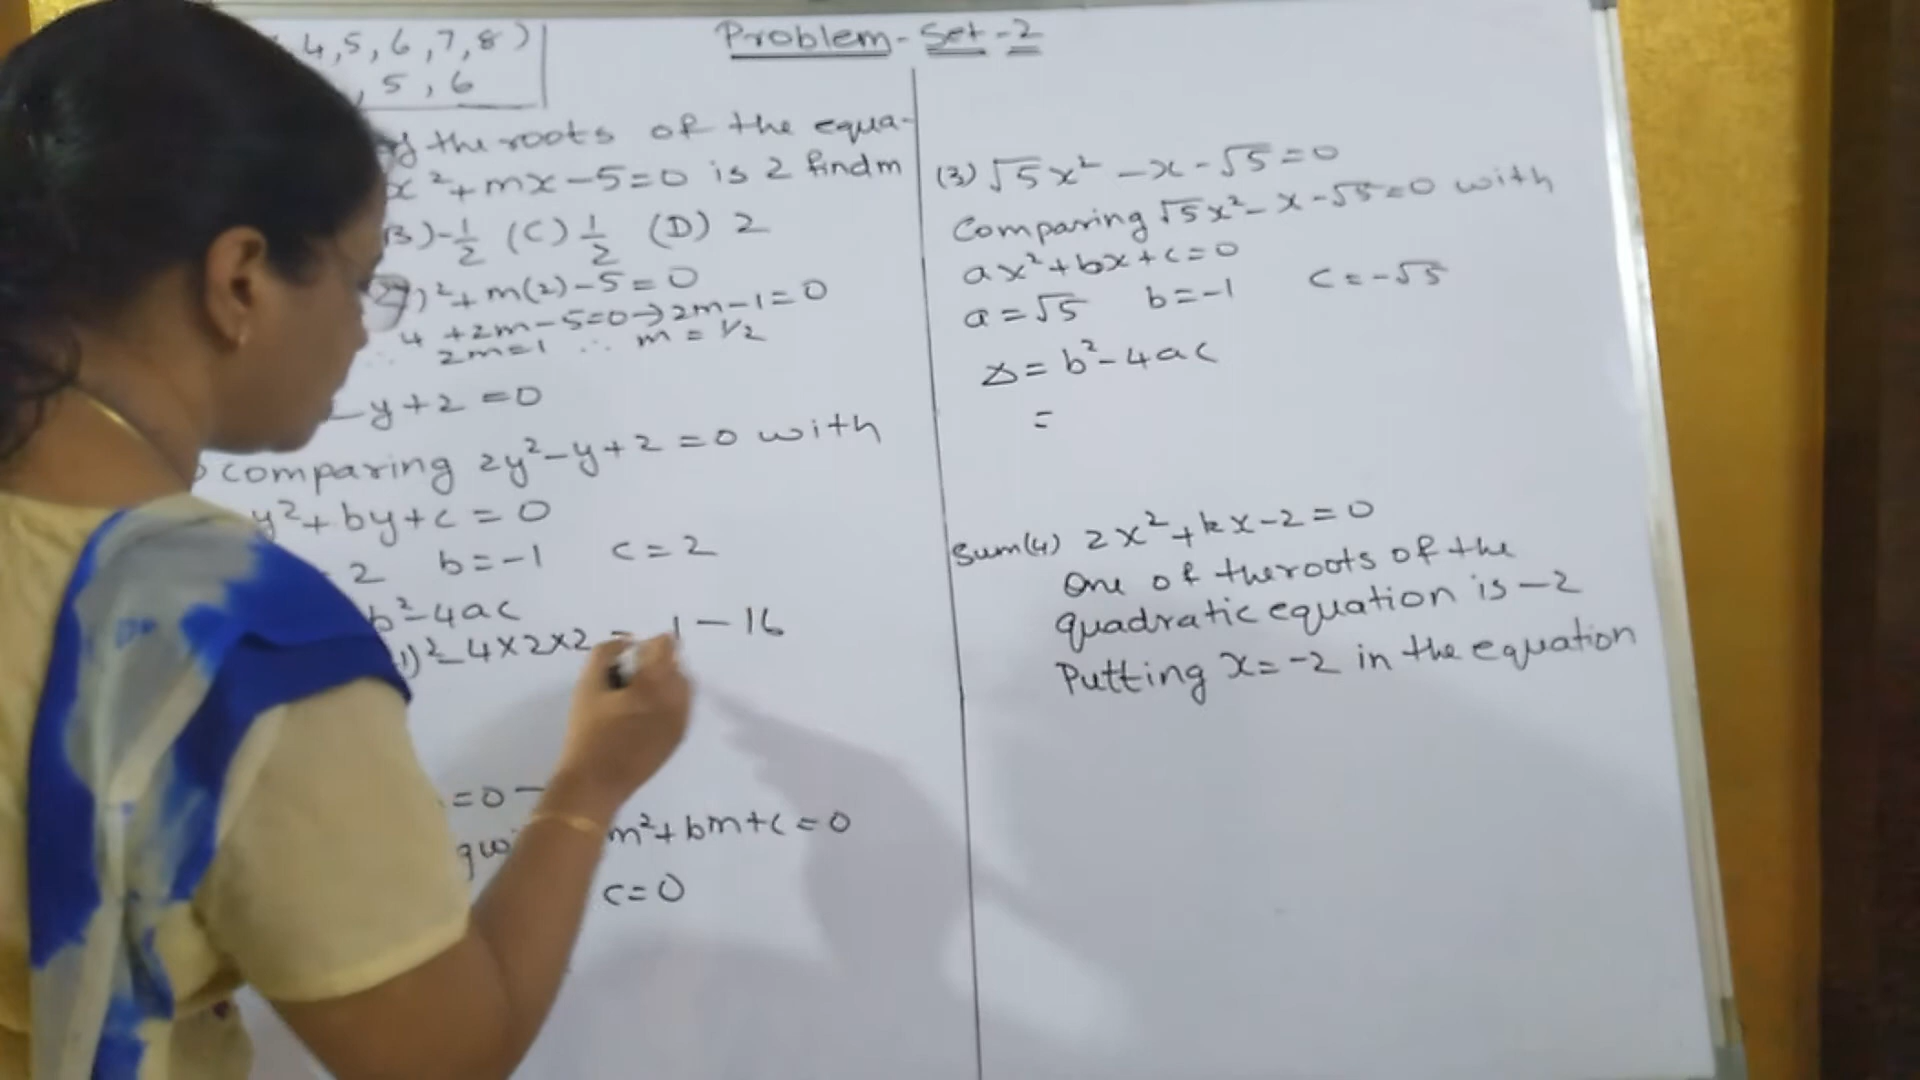 Problem-Set-2
4,5,6,7,8)
, 5, 6
of the roots of the equa-
x²+mx-5=0 is 2 find m
B)-1/2 (C) 1/2 (D) 2
)²+m(2)-5=0
4 +2m-5=0→2m-1=0
∴ 2m=1 ∴ m = 1/2
-y+2=0
comparing 2y²-y+2=0 with
y²+by+c=0
2 b=-1 c=2
b²-4ac
1)²-4×2×2 = 1-16
=0
m²+bm+c=0
c=0
(3) √5x²-x-√5=0
Comparing √5x²-x-√5=0 with
ax²+bx+c=0
a=√5 b=-1 c=-√5
Δ=b²-4ac
=
Sum(4) 2x²+kx-2=0
One of the roots of the
quadratic equation is -2
Putting x=-2 in the equation